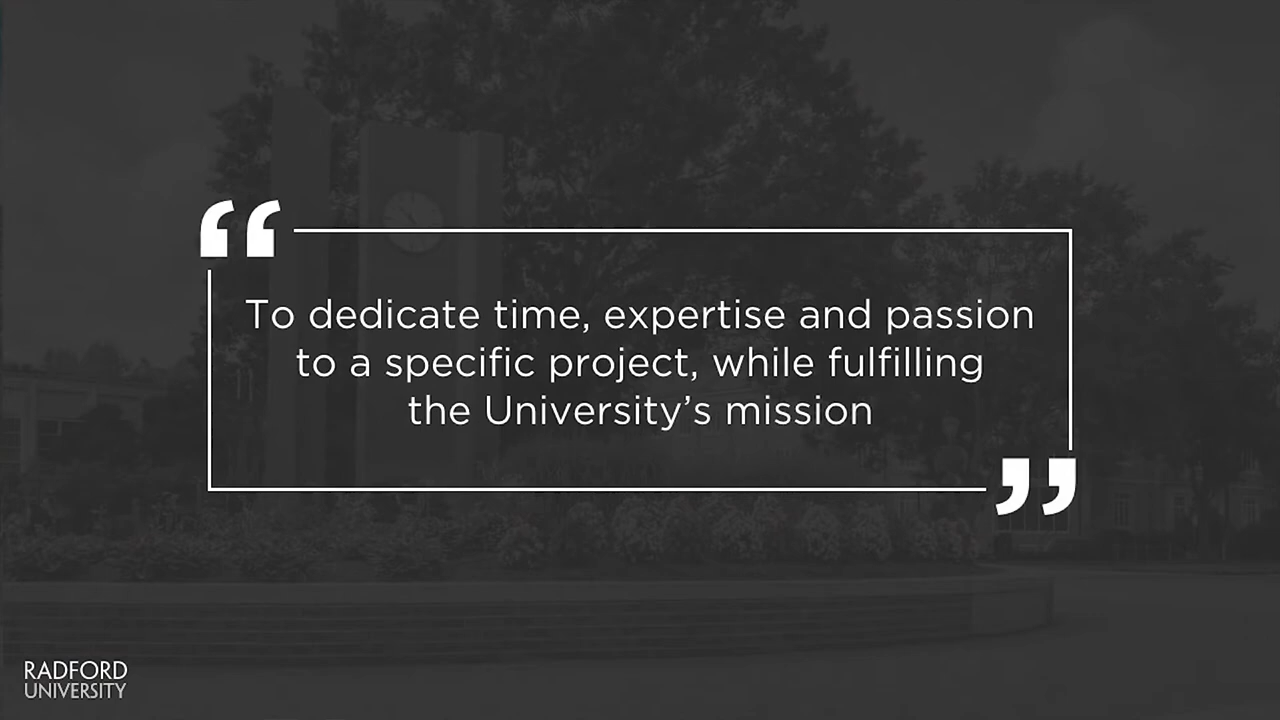 “
To dedicate time, expertise and passion
to a specific project, while fulfilling
the University’s mission
”
RADFORD
UNIVERSITY